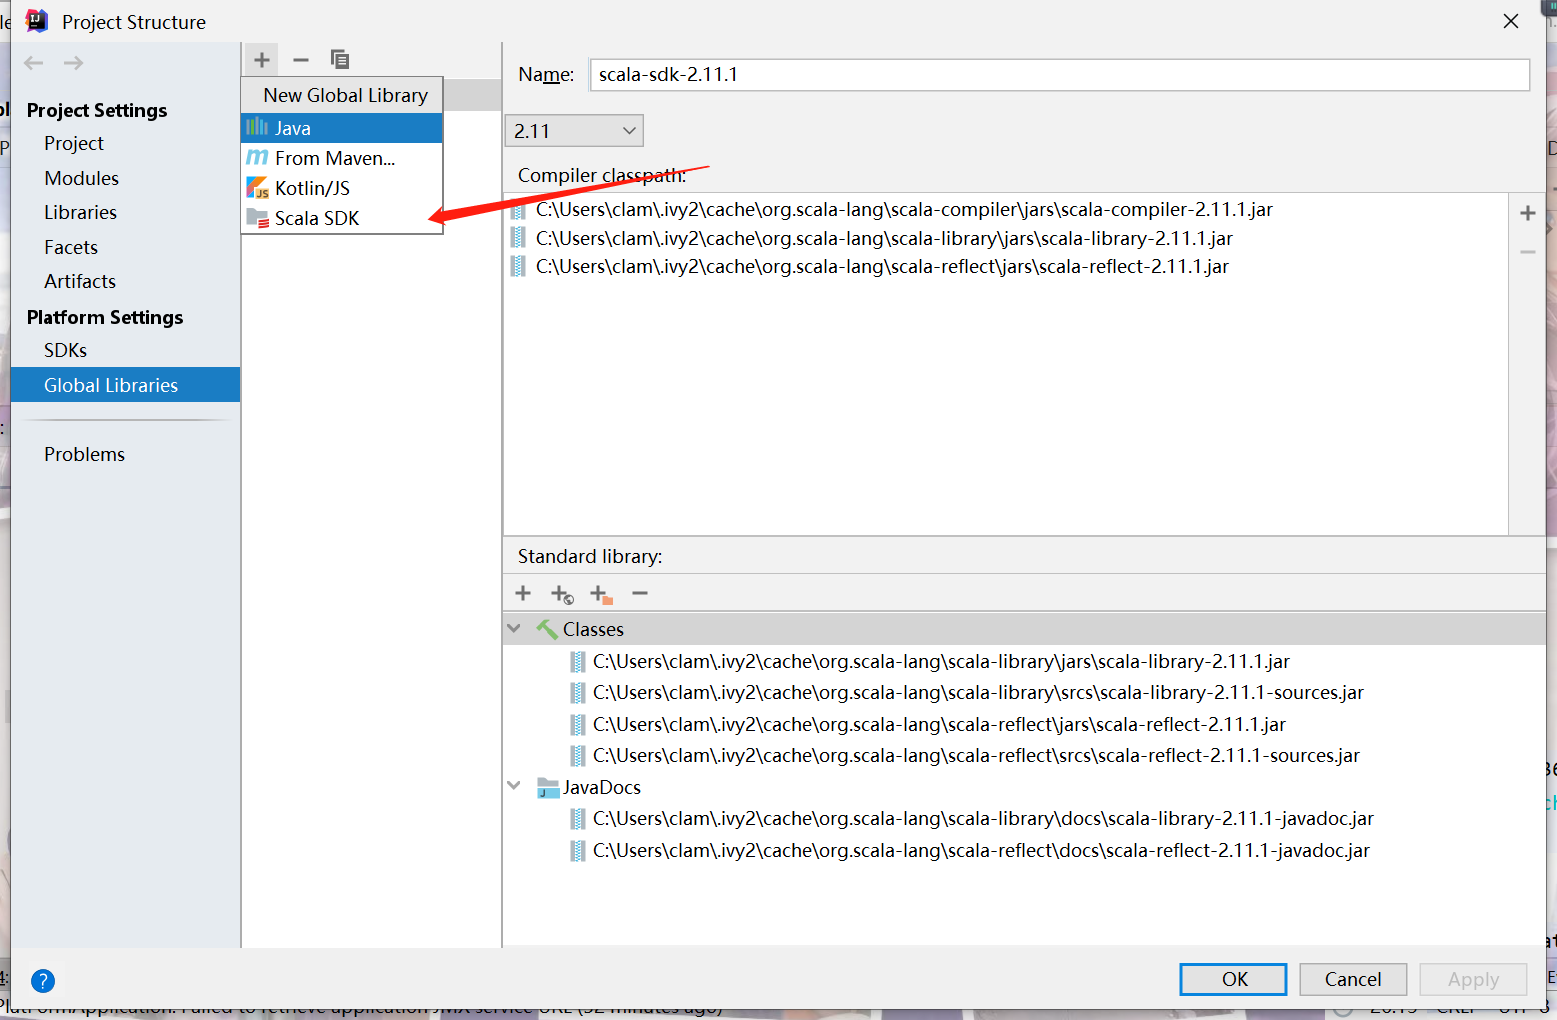 Project Structure
Project Settings
Project
Modules
Libraries
Facets
Artifacts
Platform Settings
SDKs
Global Libraries
Problems
New Global Library
Java
From Maven...
Kotlin/JS
Scala SDK
Name: scala-sdk-2.11.1
2.11
Compiler classpath:
C:\Users\clam\.ivy2\cache\org.scala-lang\scala-compiler\jars\scala-compiler-2.11.1.jar
C:\Users\clam\.ivy2\cache\org.scala-lang\scala-library\jars\scala-library-2.11.1.jar
C:\Users\clam\.ivy2\cache\org.scala-lang\scala-reflect\jars\scala-reflect-2.11.1.jar
Standard library:
Classes
C:\Users\clam\.ivy2\cache\org.scala-lang\scala-library\jars\scala-library-2.11.1.jar
C:\Users\clam\.ivy2\cache\org.scala-lang\scala-library\srcs\scala-library-2.11.1-sources.jar
C:\Users\clam\.ivy2\cache\org.scala-lang\scala-reflect\jars\scala-reflect-2.11.1.jar
C:\Users\clam\.ivy2\cache\org.scala-lang\scala-reflect\srcs\scala-reflect-2.11.1-sources.jar
JavaDocs
C:\Users\clam\.ivy2\cache\org.scala-lang\scala-library\docs\scala-library-2.11.1-javadoc.jar
C:\Users\clam\.ivy2\cache\org.scala-lang\scala-reflect\docs\scala-reflect-2.11.1-javadoc.jar
? OK Cancel Apply
Failed to retrieve application JMX service URL (52 minutes ago)